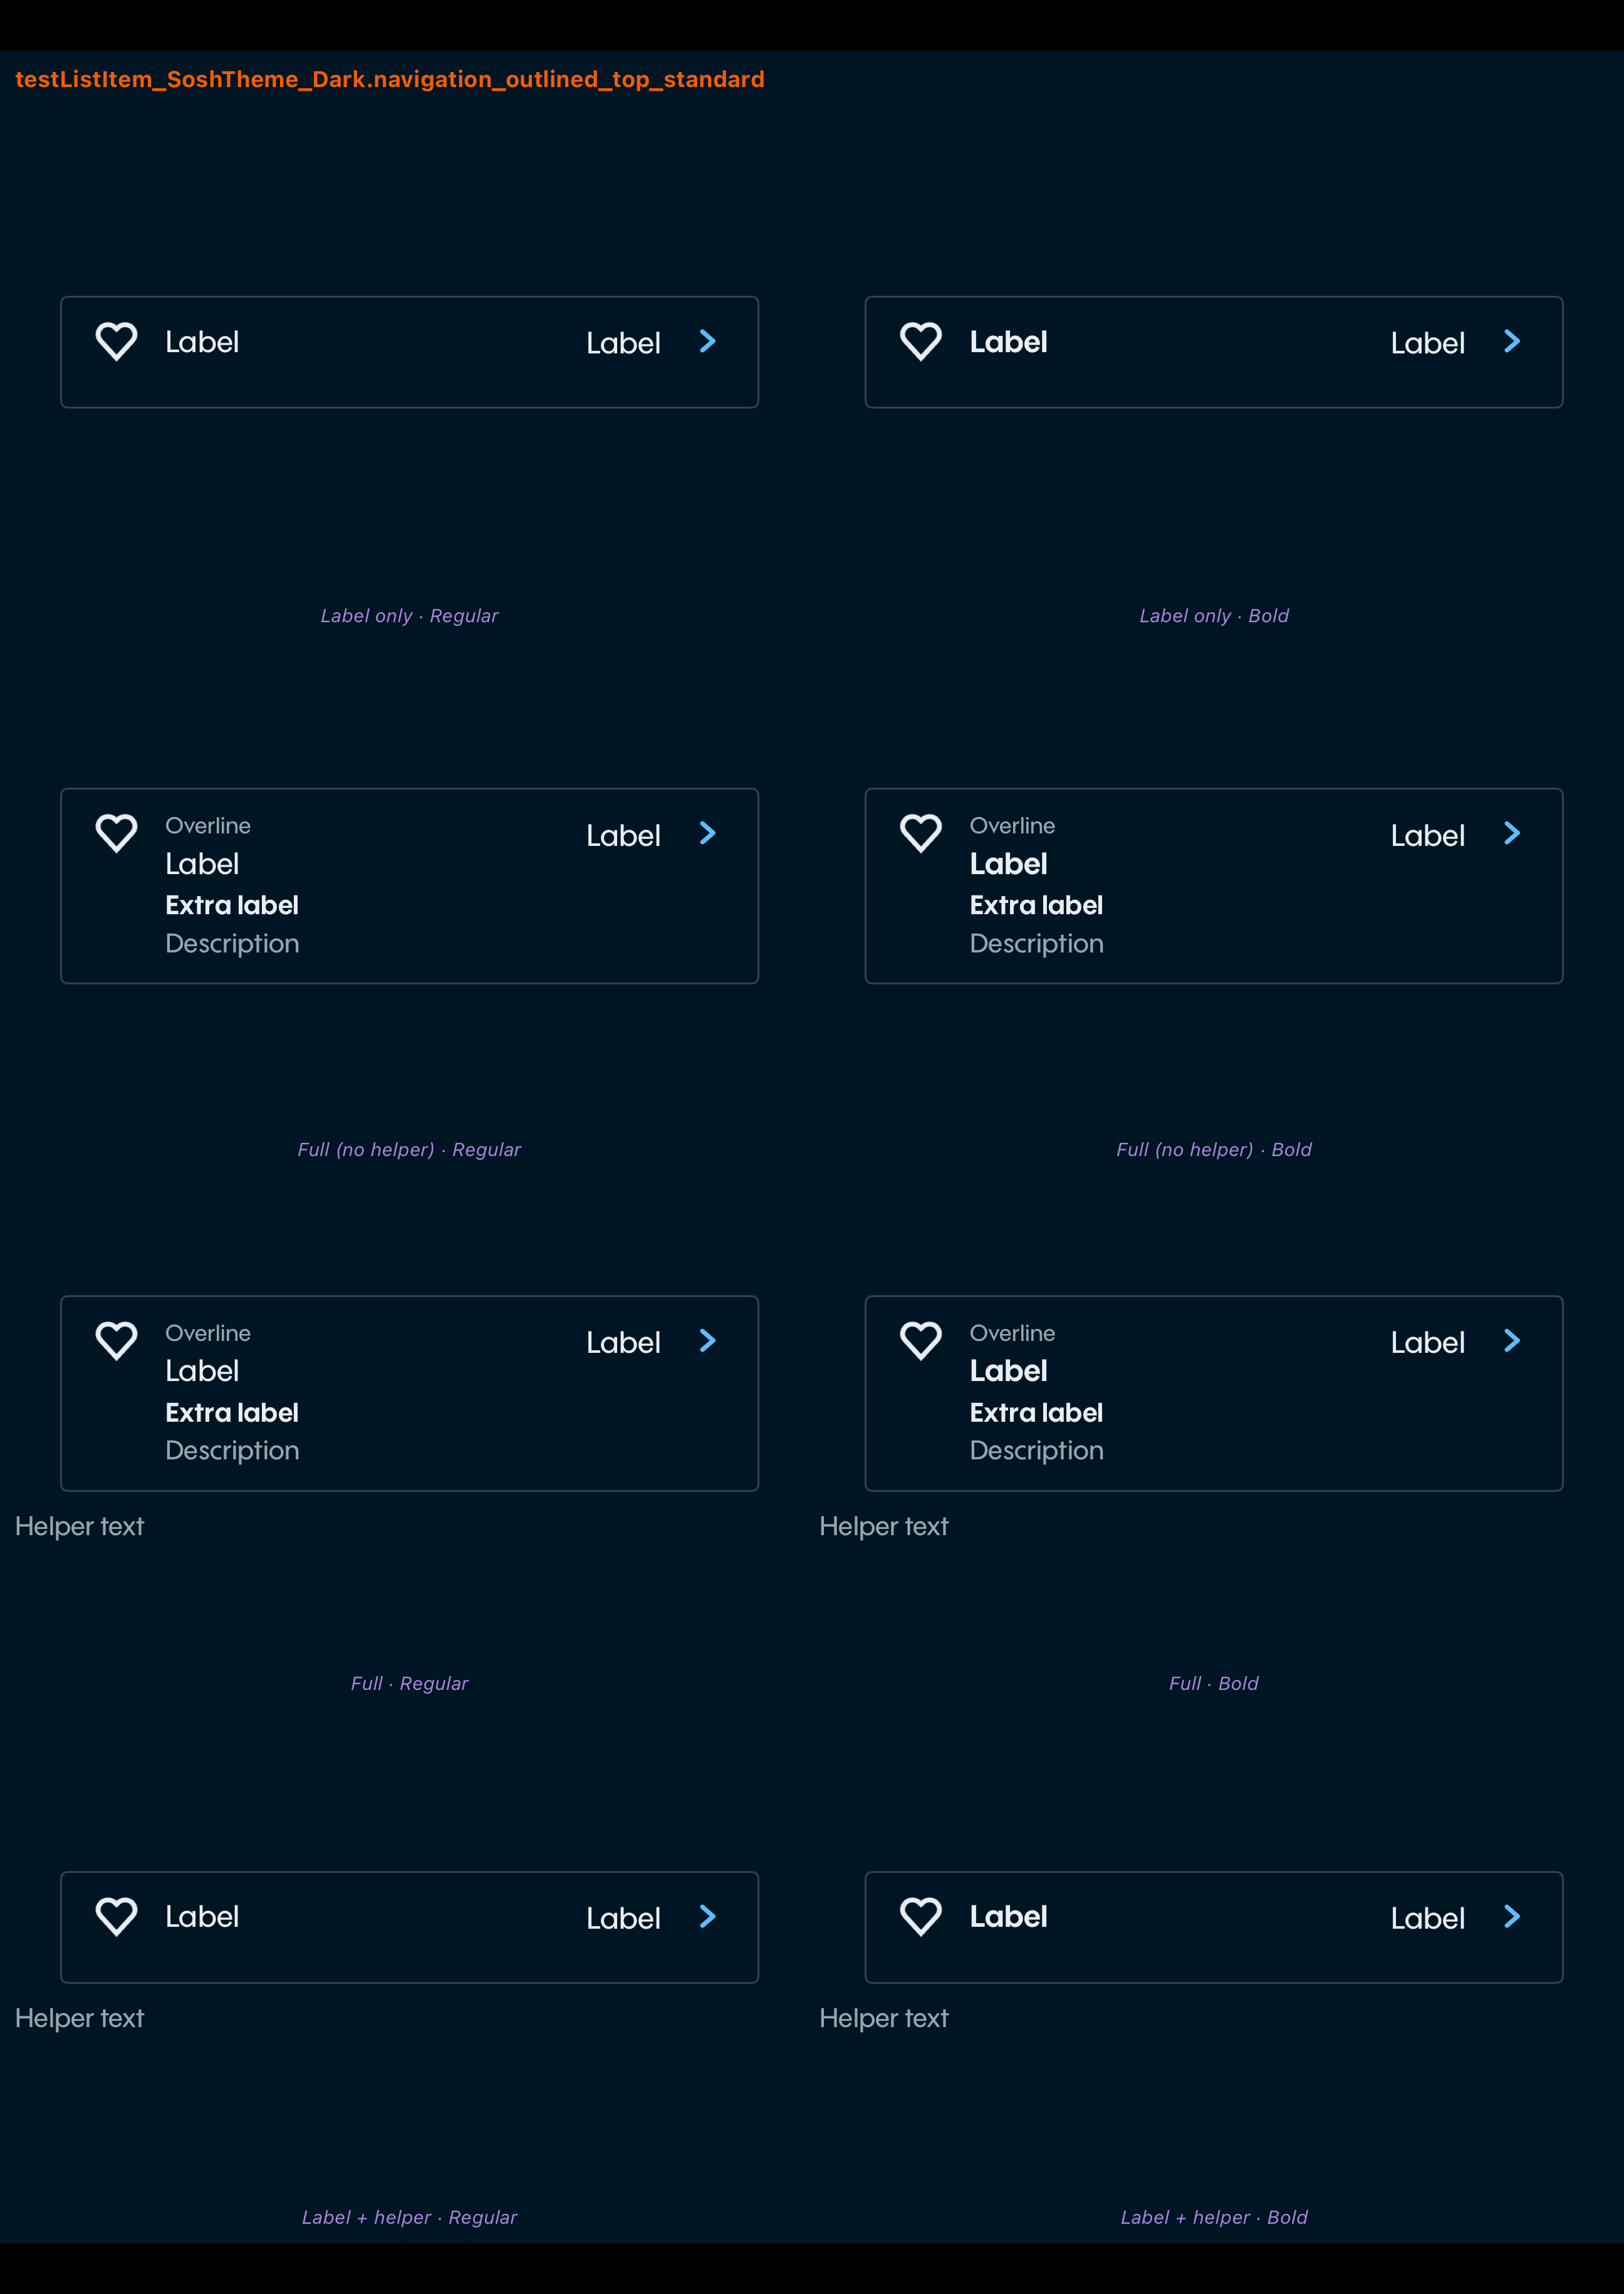 testListItem_SoshTheme_Dark.navigation_outlined_top_standard
Label Label
Label Label
Label only · Regular
Label only · Bold
Overline
Label
Label
Extra label
Description
Overline
Label
Label
Extra label
Description
Full (no helper) · Regular
Full (no helper) · Bold
Overline
Label
Label
Extra label
Description
Helper text
Overline
Label
Label
Extra label
Description
Helper text
Full · Regular
Full · Bold
Label Label
Helper text
Label Label
Helper text
Label + helper · Regular
Label + helper · Bold